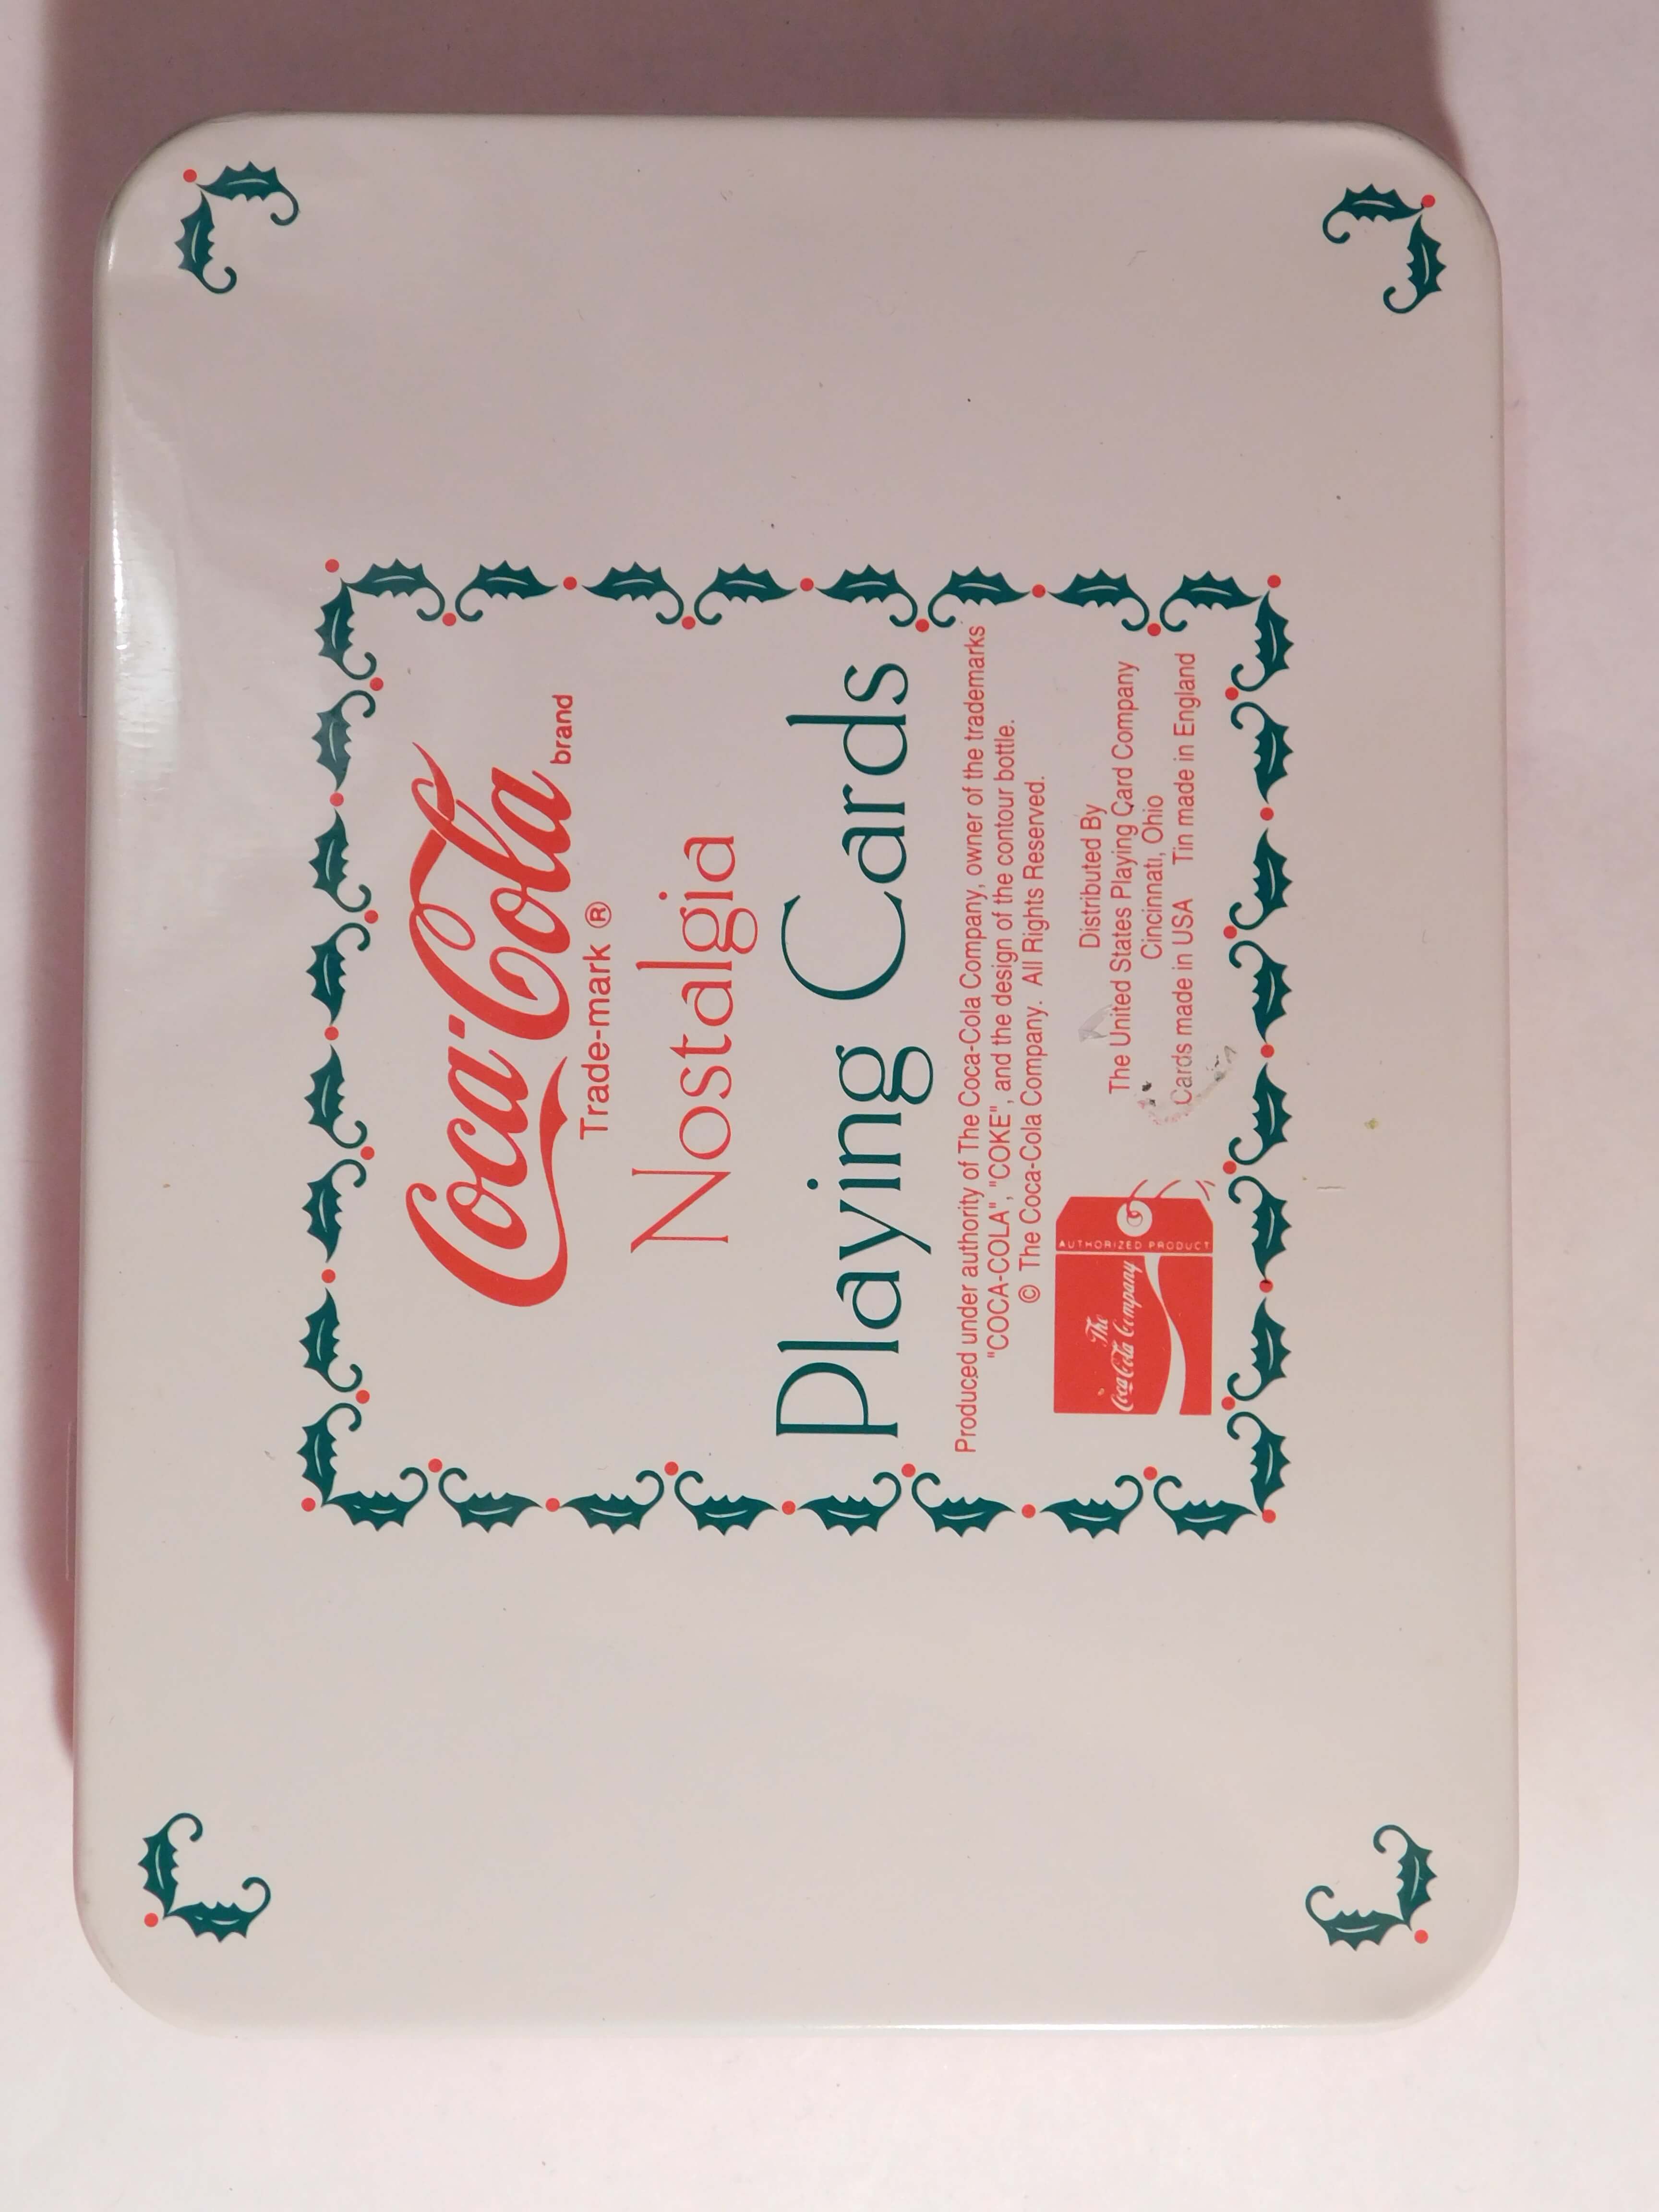 Coca-Cola brand
Trade-mark ®
Nostalgia
Playing Cards
Produced under authority of The Coca-Cola Company, owner of the trademarks
"COCA-COLA", "COKE", and the design of the contour bottle.
© The Coca-Cola Company. All Rights Reserved.
The
Coca-Cola Company
AUTHORIZED PRODUCT
Distributed By
The United States Playing Card Company
Cincinnati, Ohio
Cards made in USA Tin made in England